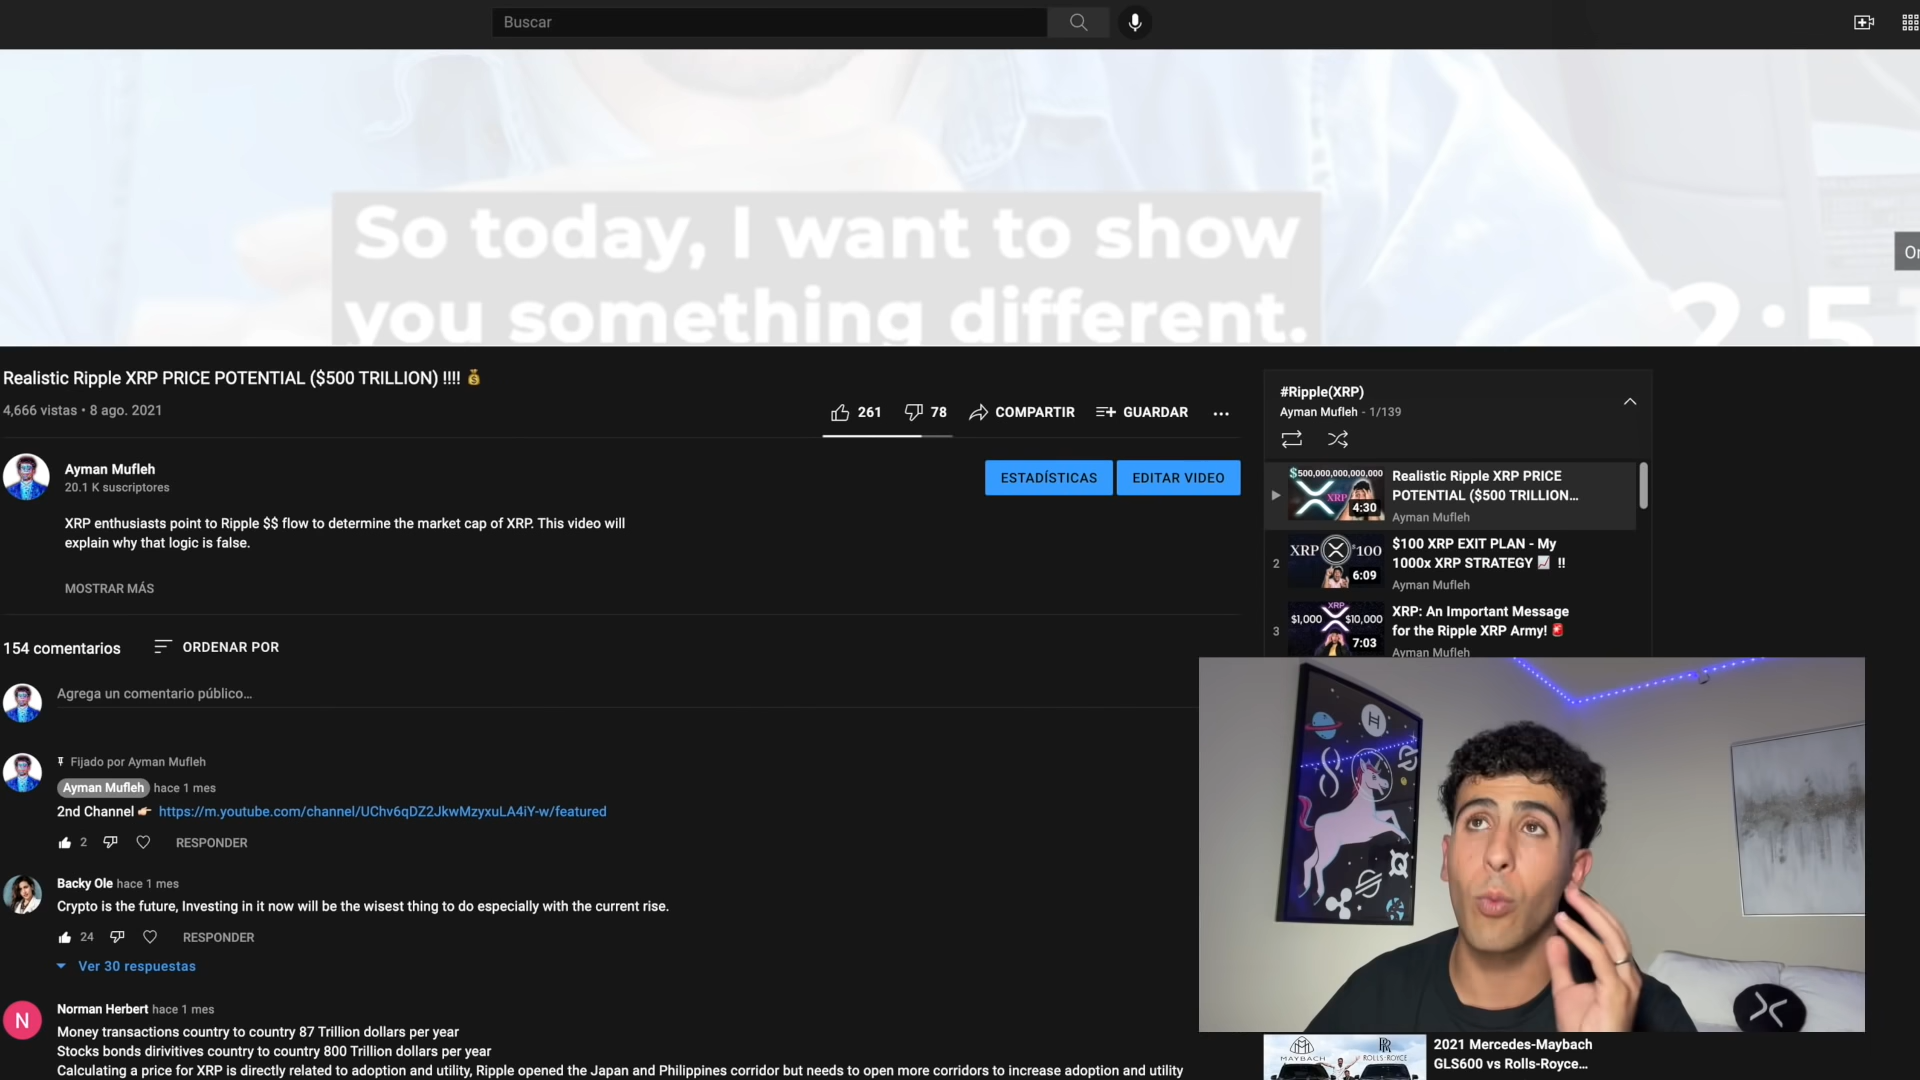 Buscar
So today, I want to show
you something different.
2:5
Realistic Ripple XRP PRICE POTENTIAL ($500 TRILLION) !!!! 💰
4,666 vistas • 8 ago. 2021
261
78
COMPARTIR
GUARDAR
Ayman Mufleh
20.1 K suscriptores
ESTADÍSTICAS
EDITAR VIDEO
XRP enthusiasts point to Ripple $$ flow to determine the market cap of XRP. This video will
explain why that logic is false.
MOSTRAR MÁS
154 comentarios
ORDENAR POR
Agrega un comentario público...
Fijado por Ayman Mufleh
Ayman Mufleh hace 1 mes
2nd Channel 👉🏼 https://m.youtube.com/channel/UChv6qDZ2JkwMzyxuLA4iY-w/featured
2
RESPONDER
Backy Ole hace 1 mes
Crypto is the future, Investing in it now will be the wisest thing to do especially with the current rise.
24
RESPONDER
Ver 30 respuestas
N
Norman Herbert hace 1 mes
Money transactions country to country 87 Trillion dollars per year
Stocks bonds dirivitives country to country 800 Trillion dollars per year
Calculating a price for XRP is directly related to adoption and utility, Ripple opened the Japan and Philippines corridor but needs to open more corridors to increase adoption and utility
#Ripple(XRP)
Ayman Mufleh - 1/139
$500,000,000,000,000
XRP
4:30
Realistic Ripple XRP PRICE
POTENTIAL ($500 TRILLION...
Ayman Mufleh
2
XRP $100
6:09
$100 XRP EXIT PLAN - My
1000x XRP STRATEGY 📈 !!
Ayman Mufleh
3
XRP
$1,000 $10,000
7:03
XRP: An Important Message
for the Ripple XRP Army! 🚨
Ayman Mufleh
MAYBACH
ROLLS-ROYCE
2021 Mercedes-Maybach
GLS600 vs Rolls-Royce...